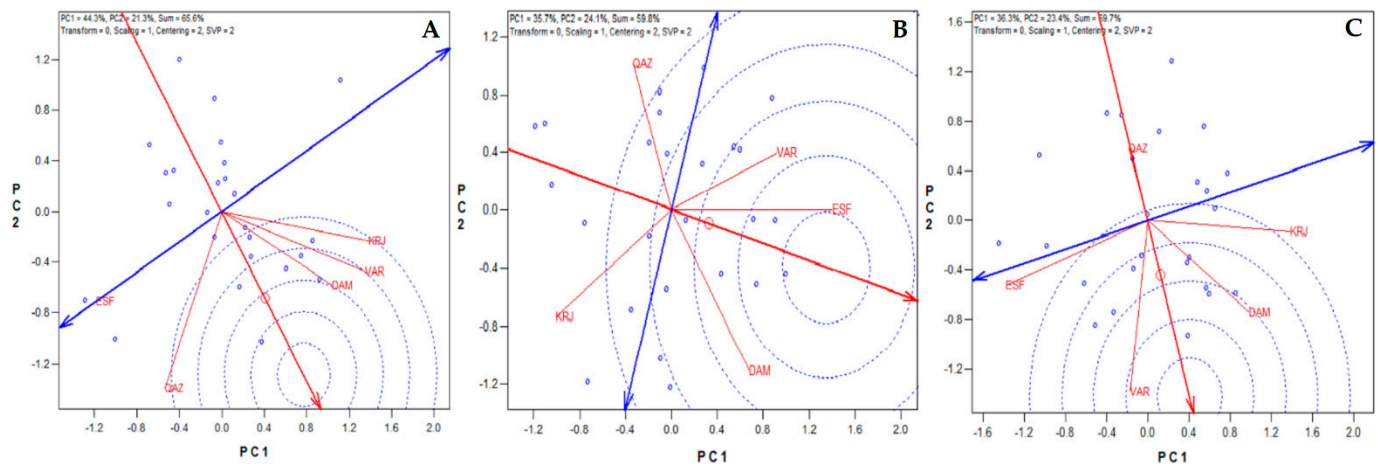 PC1 = 44.3%, PC2 = 21.3%, Sum = 65.6%
Transform = 0, Scaling = 1, Centering = 2, SVP = 2
A
1.2
0.8
0.4
0.0
-0.4
-0.8
-1.2
PC2
KRJ
VAR
DAM
ESF
QAZ
-1.2 -0.8 -0.4 0.0 0.4 0.8 1.2 1.6 2.0
PC1
PC1 = 35.7%, PC2 = 24.1%, Sum = 59.8%
Transform = 0, Scaling = 1, Centering = 2, SVP = 2
B
1.2
0.8
0.4
0.0
-0.4
-0.8
-1.2
PC2
QAZ
VAR
ESF
KRJ
DAM
-1.2 -0.8 -0.4 0.0 0.4 0.8 1.2 1.6 2.0
PC1
PC1 = 36.3%, PC2 = 23.4%, Sum = 59.7%
Transform = 0, Scaling = 1, Centering = 2, SVP = 2
C
1.6
1.2
0.8
0.4
0.0
-0.4
-0.8
-1.2
PC2
QAZ
KRJ
ESF
DAM
VAR
-1.6 -1.2 -0.8 -0.4 0.0 0.4 0.8 1.2 1.6 2.0
PC1